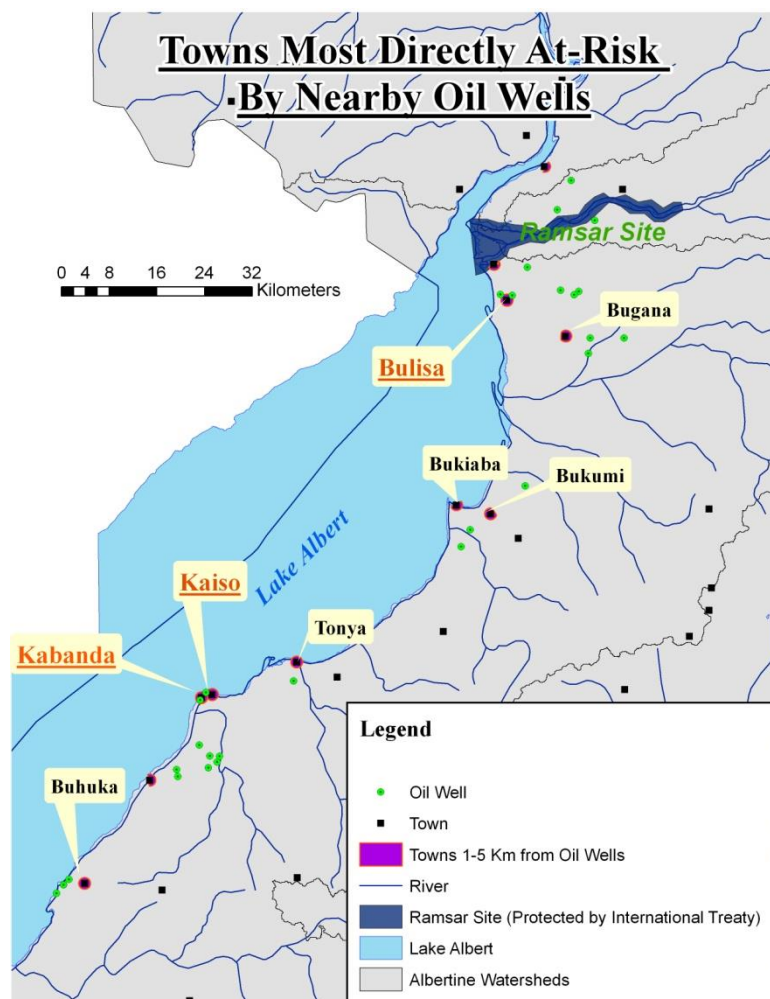 Towns Most Directly At-Risk
By Nearby Oil Wells
Ramsar Site
0 4 8 16 24 32
Kilometers
Bugana
Bulisa
Bukiaba
Bukumi
Lake Albert
Kaiso
Tonya
Kabanda
Buhuka
Legend
Oil Well
Town
Towns 1-5 Km from Oil Wells
River
Ramsar Site (Protected by International Treaty)
Lake Albert
Albertine Watersheds